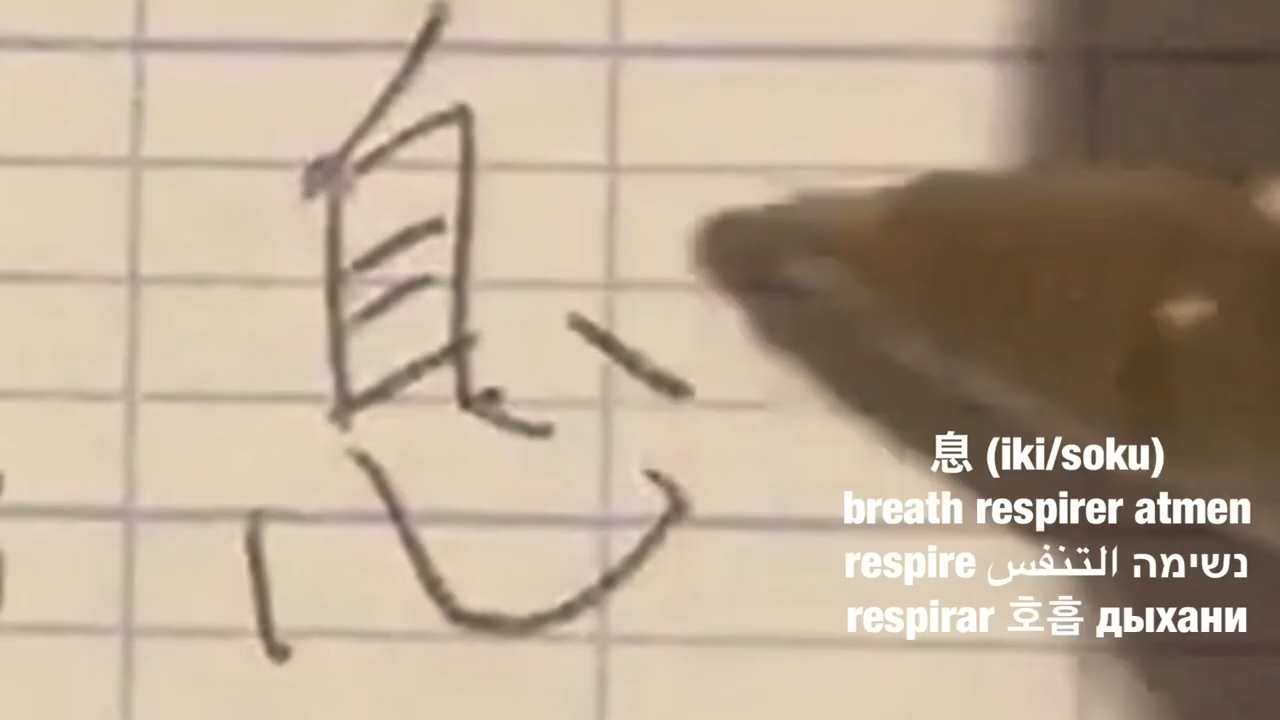 息
息 (iki/soku)
breath respirer atmen
respire التنفس נשימה
respirar 호흡 дыхани